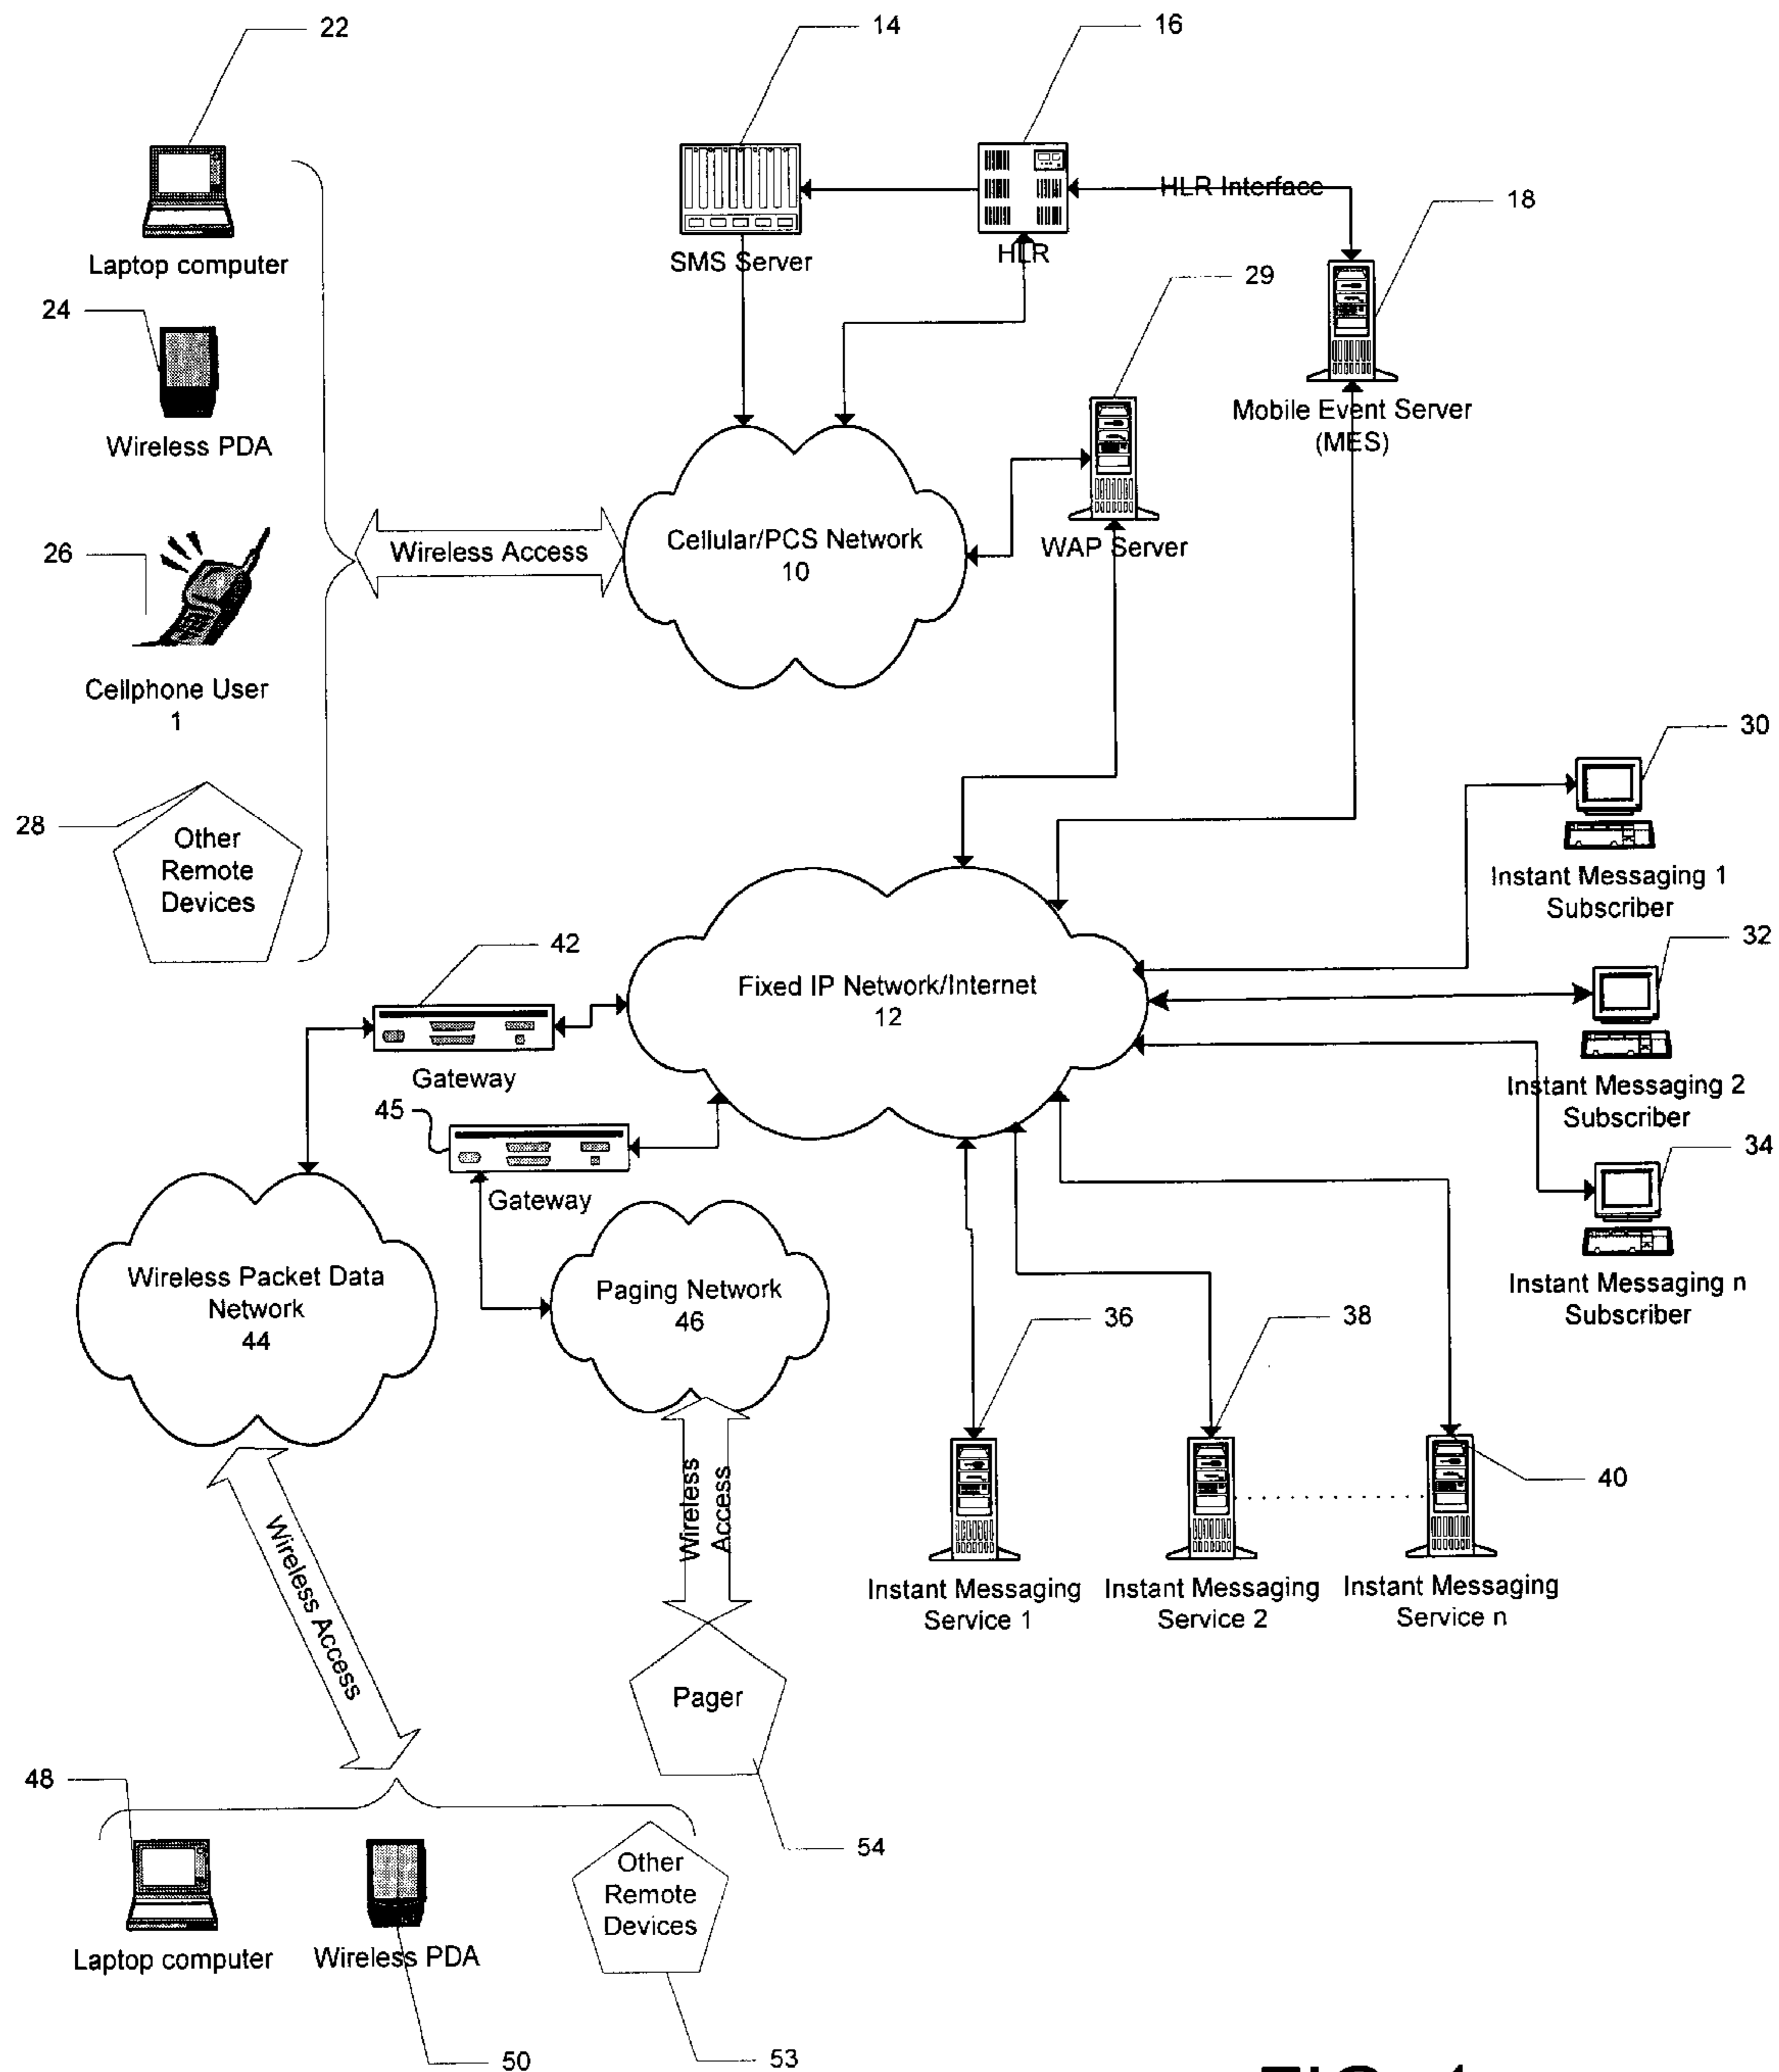 22
14
16
HLR Interface
18
Laptop computer
SMS Server
HLR
29
24
Mobile Event Server
(MES)
Wireless PDA
Cellular/PCS Network
10
WAP Server
Wireless Access
26
Cellphone User
1
30
28
Other
Remote
Devices
Instant Messaging 1
Subscriber
42
32
Fixed IP Network/Internet
12
Gateway
45
Instant Messaging 2
Subscriber
34
Gateway
Wireless Packet Data
Network
44
Paging Network
46
Instant Messaging n
Subscriber
36
38
40
Wireless
Access
Wireless Access
Instant Messaging
Service 1
Instant Messaging
Service 2
Instant Messaging
Service n
Pager
48
54
Other
Remote
Devices
Laptop computer
Wireless PDA
50
53